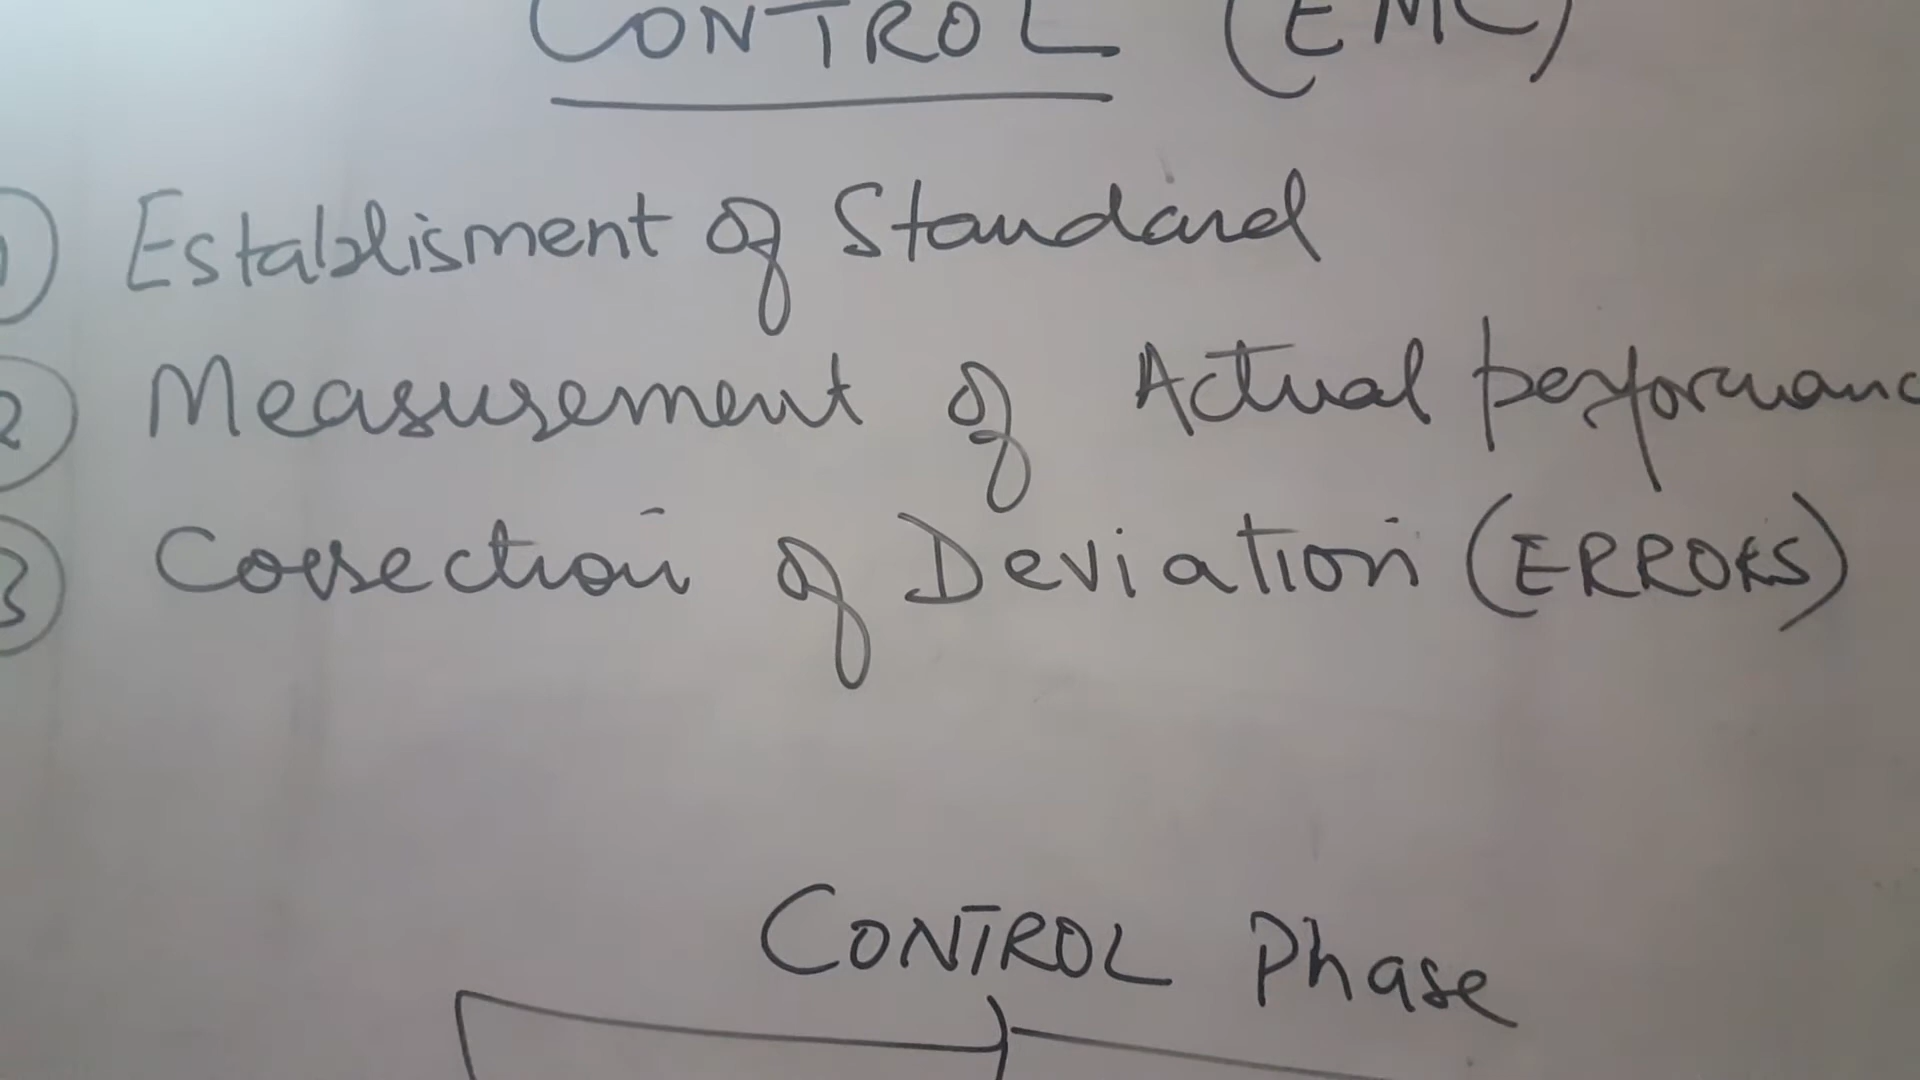 CONTROL (EMC)
1 Establisment of Standard
2 Measurement of Actual performanc
3 Correction of Deviation (ERRORS)
CONTROL Phase